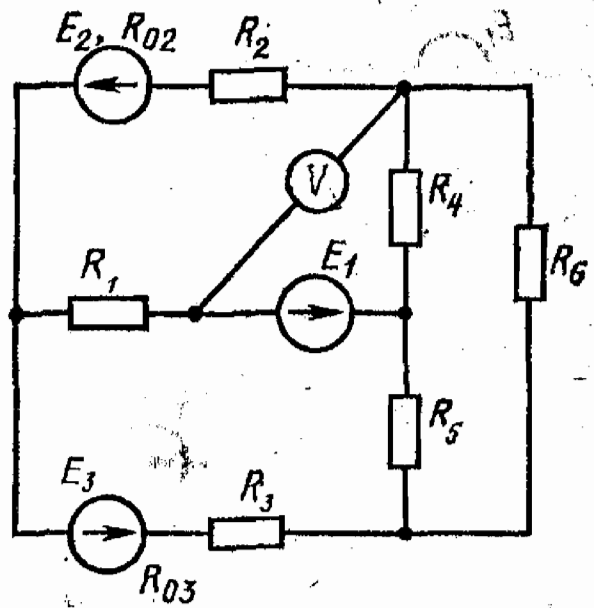 E₂, R₀₂
R₂
V
R₄
R₁
E₁
R₆
R₅
E₃
R₃
R₀₃